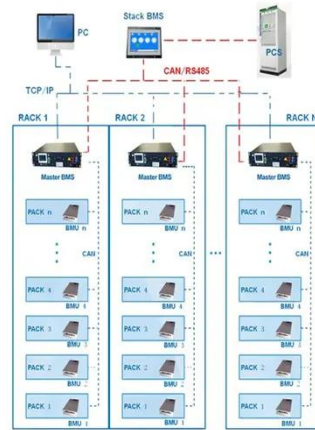 PC
Stack BMS
PCS
CAN/RS485
TCP/IP
RACK 1
RACK 2
RACK N
Master BMS
Master BMS
Master BMS
PACK n
BMU n
PACK n
BMU n
PACK n
BMU n
CAN
CAN
CAN
PACK 4
BMU 4
PACK 4
BMU 4
PACK 4
BMU 4
PACK 3
BMU 3
PACK 3
BMU 3
PACK 3
BMU 3
PACK 2
BMU 2
PACK 2
BMU 2
PACK 2
BMU 2
PACK 1
BMU 1
PACK 1
BMU 1
PACK 1
BMU 1